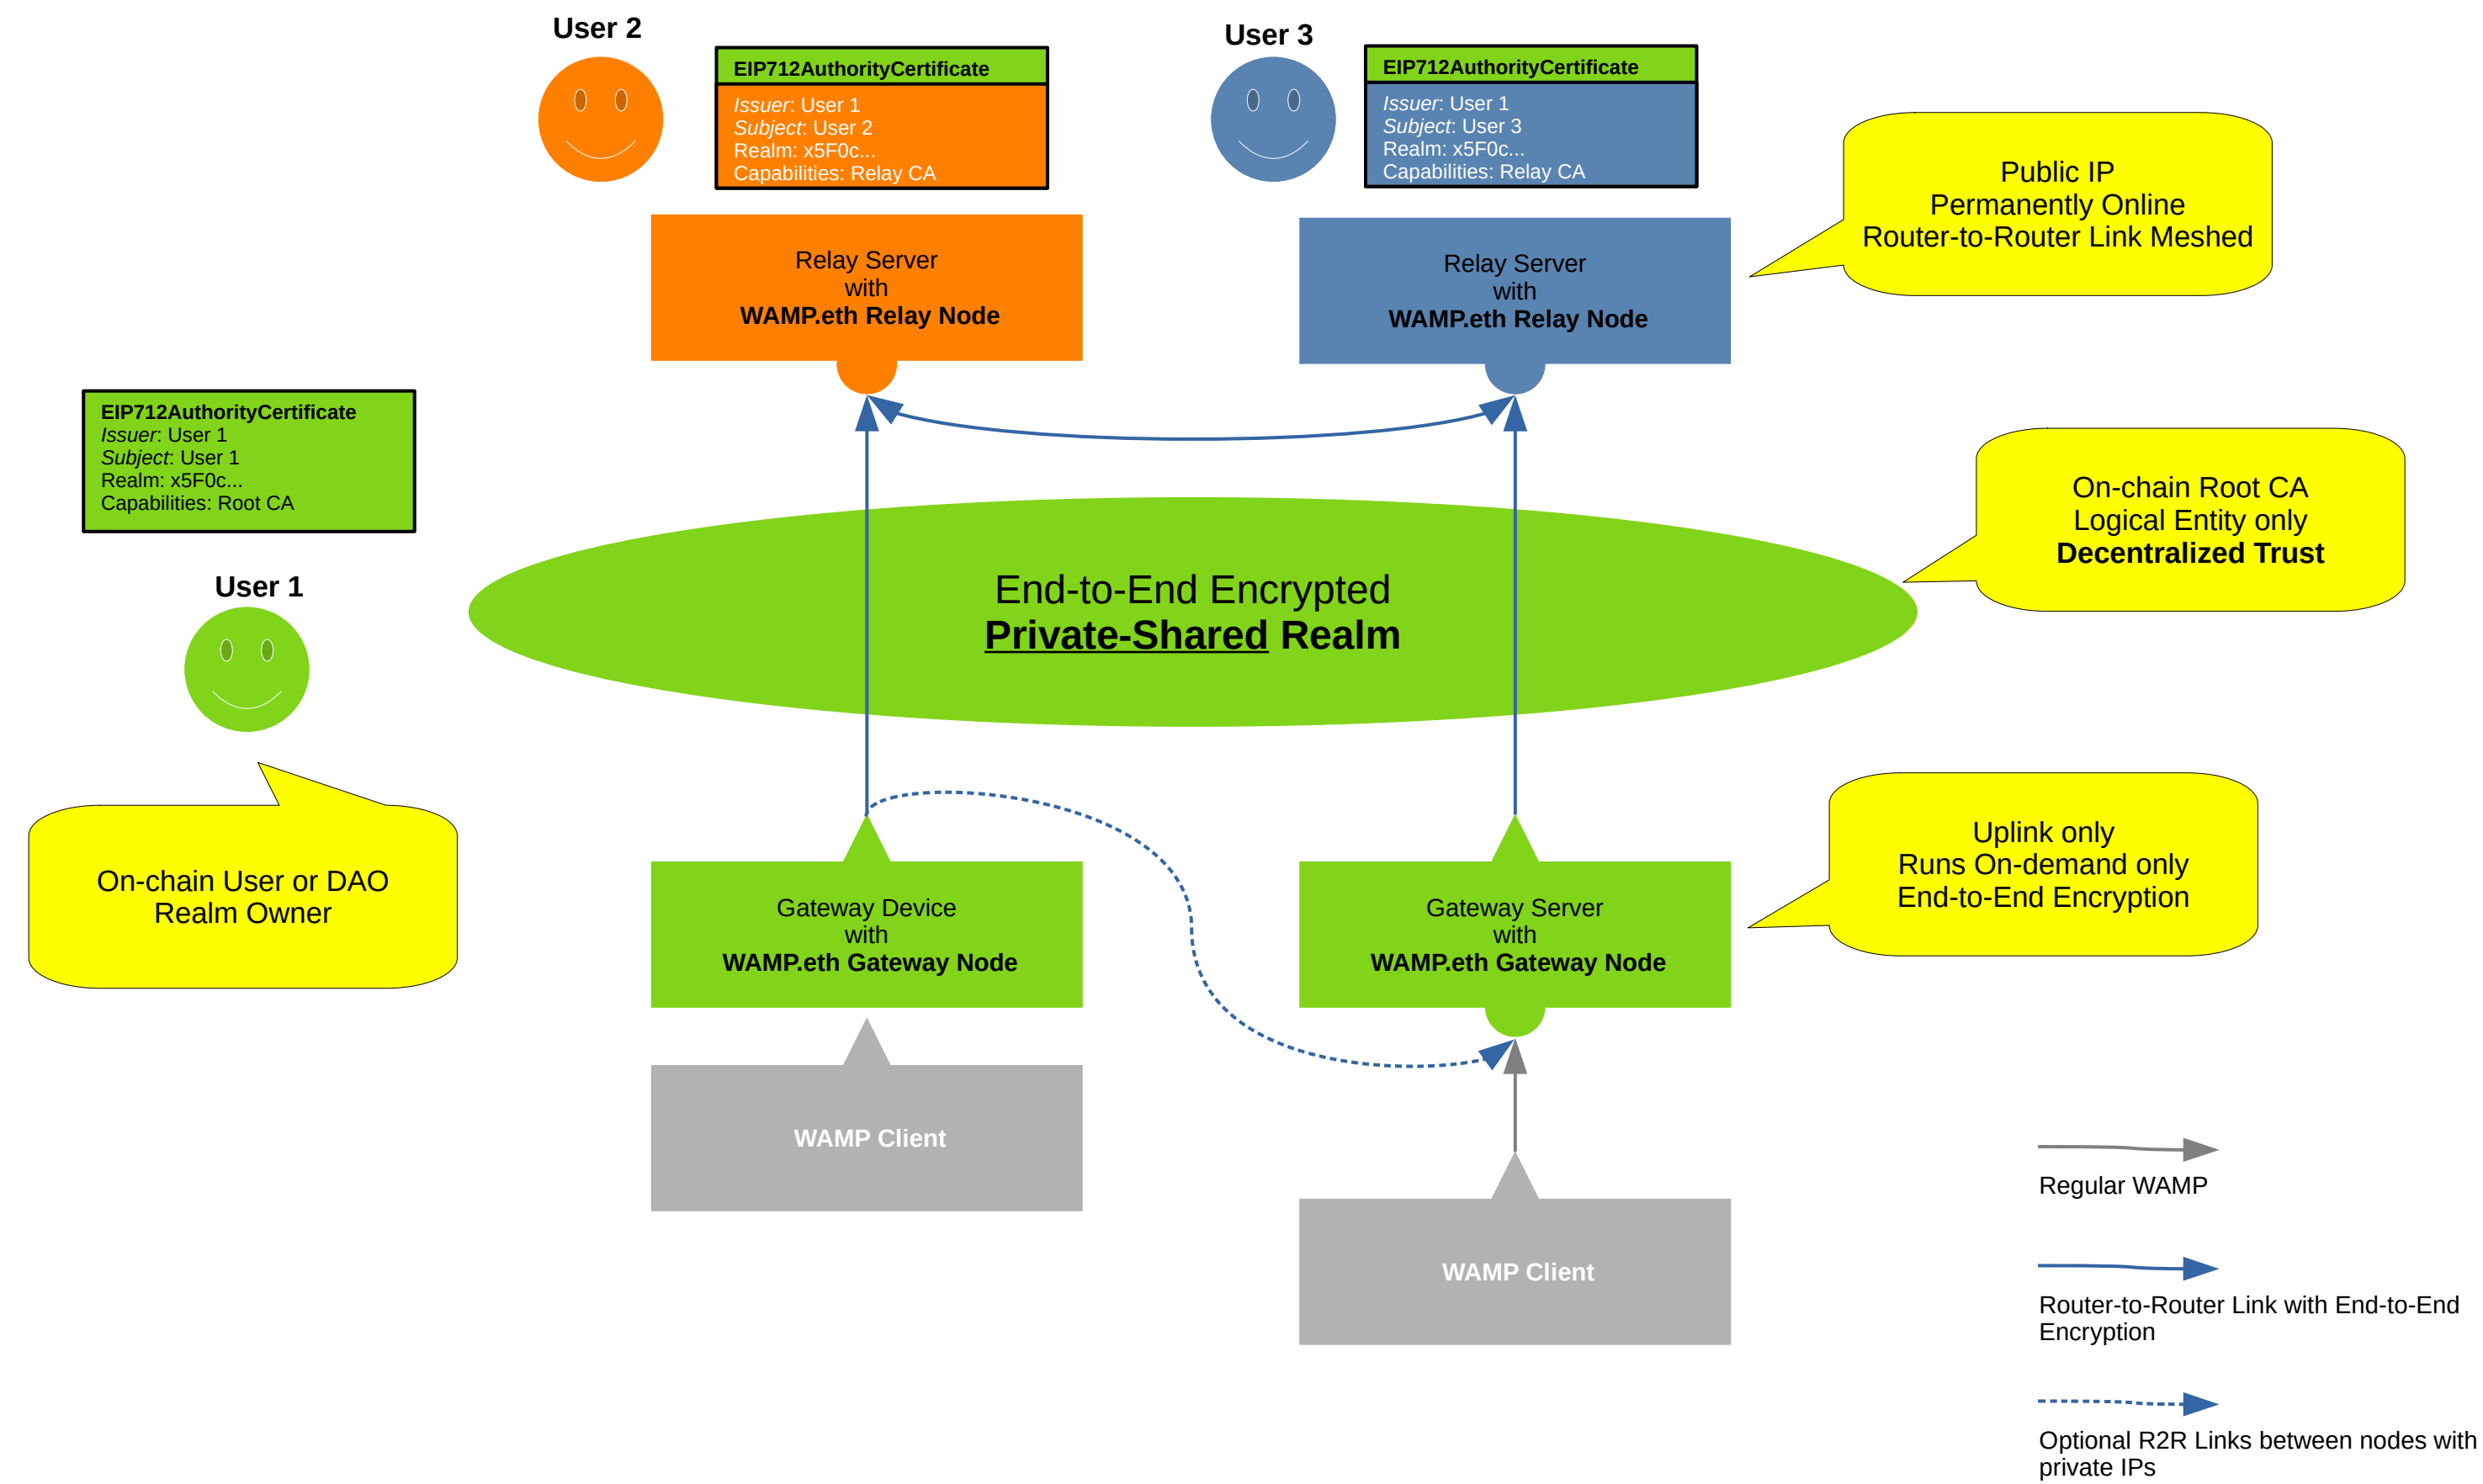 User 2
EIP712AuthorityCertificate
Issuer: User 1
Subject: User 2
Realm: x5F0c...
Capabilities: Relay CA
User 3
EIP712AuthorityCertificate
Issuer: User 1
Subject: User 3
Realm: x5F0c...
Capabilities: Relay CA
Public IP
Permanently Online
Router-to-Router Link Meshed
Relay Server
with
WAMP.eth Relay Node
Relay Server
with
WAMP.eth Relay Node
EIP712AuthorityCertificate
Issuer: User 1
Subject: User 1
Realm: x5F0c...
Capabilities: Root CA
User 1
On-chain Root CA
Logical Entity only
Decentralized Trust
End-to-End Encrypted
Private-Shared Realm
On-chain User or DAO
Realm Owner
Gateway Device
with
WAMP.eth Gateway Node
Gateway Server
with
WAMP.eth Gateway Node
Uplink only
Runs On-demand only
End-to-End Encryption
WAMP Client
WAMP Client
Regular WAMP
Router-to-Router Link with End-to-End
Encryption
Optional R2R Links between nodes with
private IPs